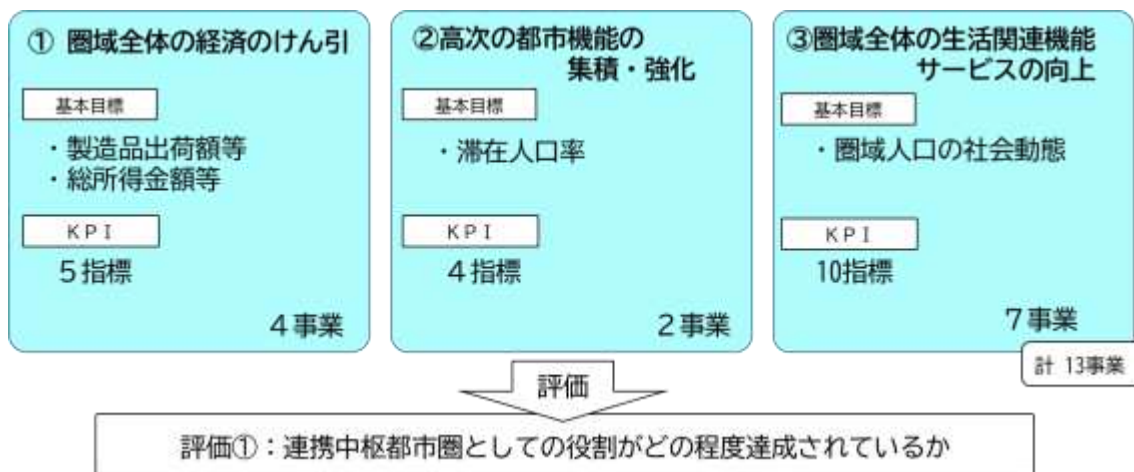 ① 圏域全体の経済のけん引
基本目標
・製造品出荷額等
・総所得金額等
KPI
5指標
4事業
②高次の都市機能の
集積・強化
基本目標
・滞在人口率
KPI
4指標
2事業
③圏域全体の生活関連機能
サービスの向上
基本目標
・圏域人口の社会動態
KPI
10指標
7事業
計 13事業
評価
評価①：連携中枢都市圏としての役割がどの程度達成されているか